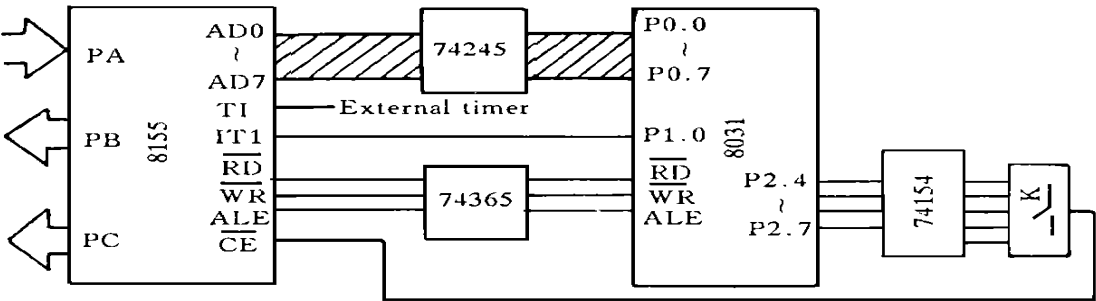 PA
PB
PC
8155
AD0
~
AD7
TI
IT1
RD
WR
ALE
CE
74245
External timer
74365
P0.0
~
P0.7
P1.0
RD
WR
ALE
8031
P2.4
~
P2.7
74154
K